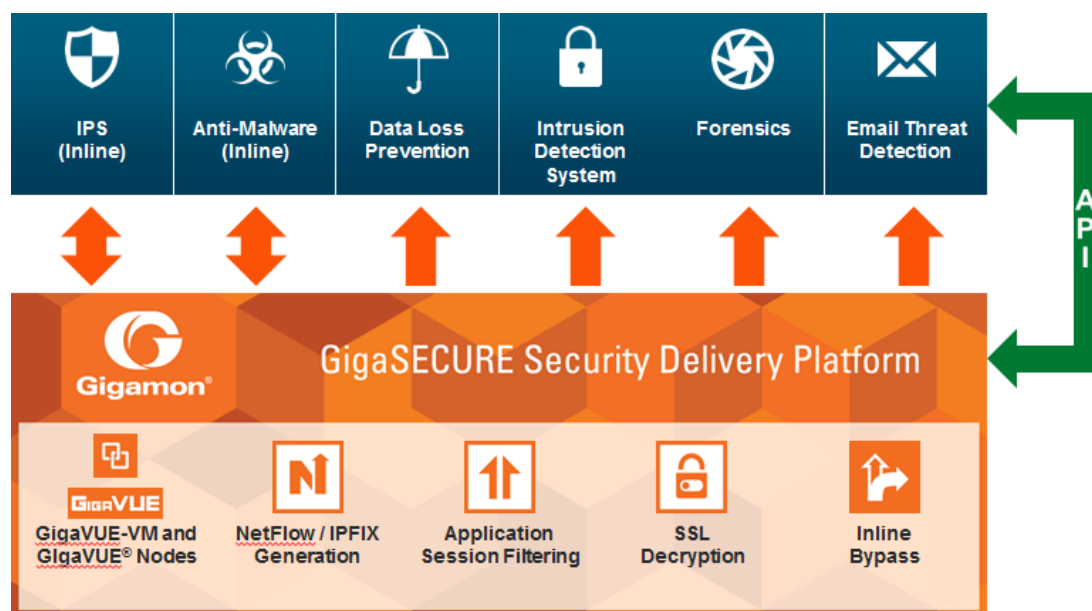 IPS
(Inline)
Anti-Malware
(Inline)
Data Loss
Prevention
Intrusion
Detection
System
Forensics
Email Threat
Detection
A
P
I
Gigamon®
GigaSECURE Security Delivery Platform
GIGAVUE
GigaVUE-VM and
GIgaVUE® Nodes
NetFlow / IPFIX
Generation
Application
Session Filtering
SSL
Decryption
Inline
Bypass